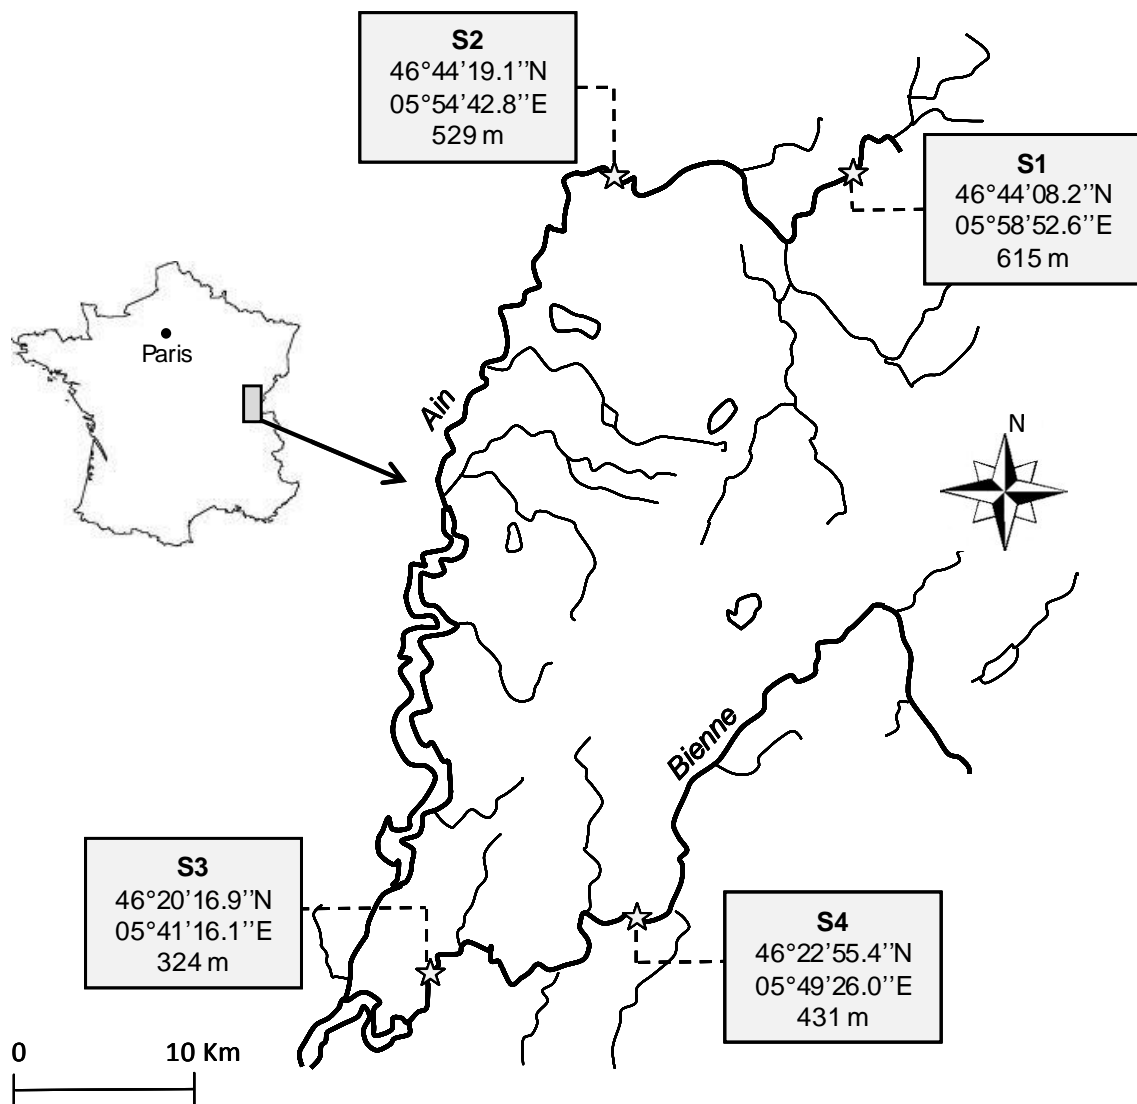 S2
46°44’19.1’’N
05°54’42.8’’E
529 m
S1
46°44’08.2’’N
05°58’52.6’’E
615 m
Paris
Ain
N
Bienne
S3
46°20’16.9’’N
05°41’16.1’’E
324 m
S4
46°22’55.4’’N
05°49’26.0’’E
431 m
0 10 Km